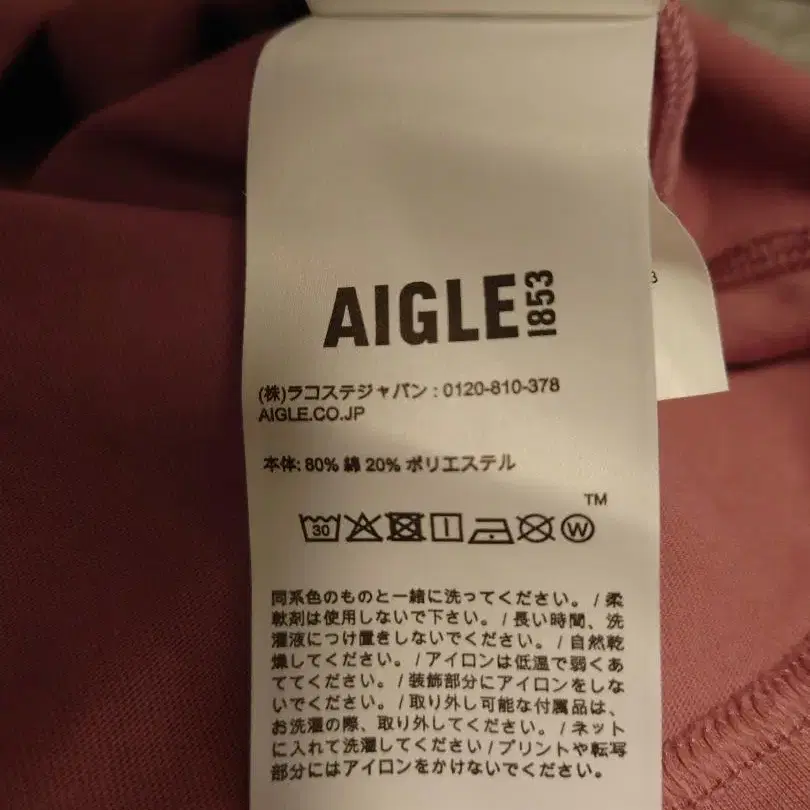 AIGLE 1853
3
(株)ラコステジャパン : 0120-810-378
AIGLE.CO.JP
本体: 80% 綿 20% ポリエステル
TM
30 W
同系色のものと一緒に洗ってください。 / 柔
軟剤は使用しないで下さい。 / 長い時間、洗
濯液につけ置きしないでください。 / 自然乾
燥してください。 / アイロンは低温で弱くあ
ててください。 / 装飾部分にアイロンをしな
いでください。 / 取り外し可能な付属品は、
お洗濯の際、取り外してください。 / ネット
に入れて洗濯してください / プリントや転写
部分にはアイロンをかけないでください。